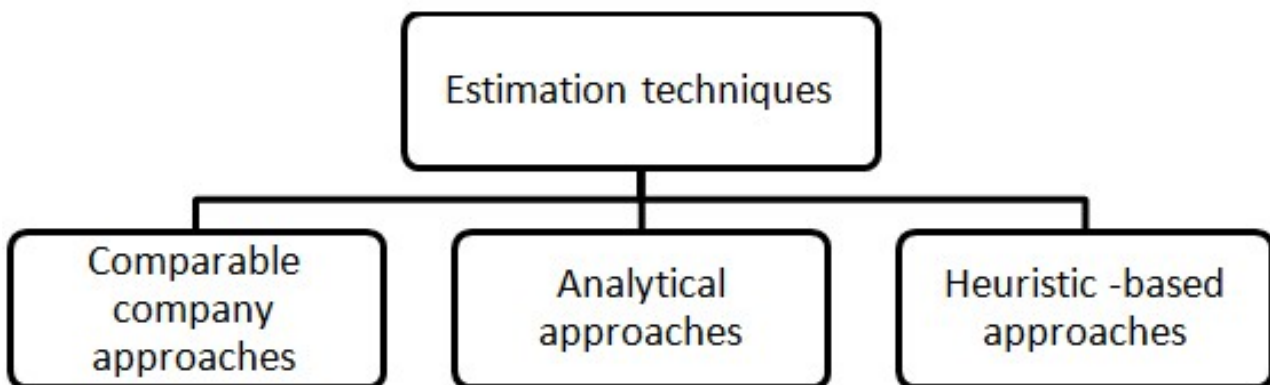 Estimation techniques
Comparable
company
approaches
Analytical
approaches
Heuristic -based
approaches